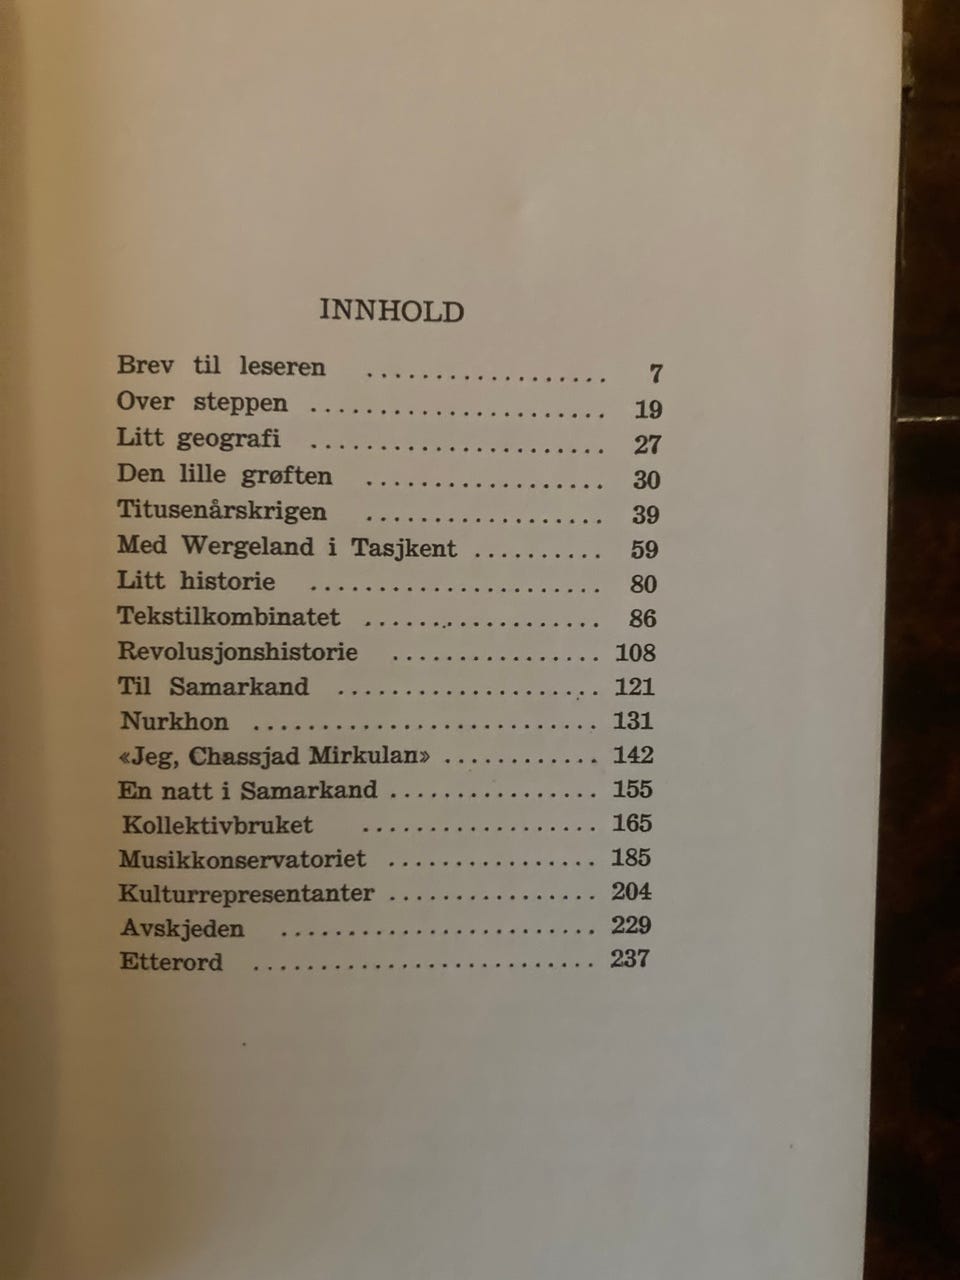 INNHOLD
Brev til leseren .................. 7
Over steppen ...................... 19
Litt geografi ...................... 27
Den lille grøften .................. 30
Titusenårskrigen .................. 39
Med Wergeland i Tasjkent .......... 59
Litt historie ...................... 80
Tekstilkombinatet .................. 86
Revolusjonshistorie ................ 108
Til Samarkand .................... 121
Nurkhon .......................... 131
«Jeg, Chassjad Mirkulan» ............ 142
En natt i Samarkand ................ 155
Kollektivbruket .................. 165
Musikkonservatoriet ................ 185
Kulturrepresentanter ................ 204
Avskjeden ........................ 229
Etterord .......................... 237